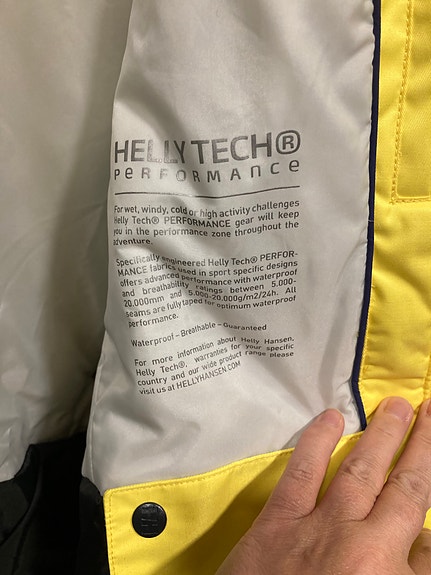 HELLY TECH®
PERFORMANCE
For wet, windy, cold or high activity challenges
Helly Tech® PERFORMANCE gear will keep
you in the performance zone throughout the
adventure.
Specifically engineered Helly Tech® PERFOR-
MANCE fabrics used in sport specific designs
offers advanced performance with waterproof
and breathability ratings between 5.000-
20.000mm and 5.000-20.000g/m2/24h. All
seams are fully taped for optimum waterproof
performance.
Waterproof - Breathable - Guaranteed
For more information about Helly Hansen,
Helly Tech®, warranties for your specific
country and our wide product range please
visit us at HELLYHANSEN.COM